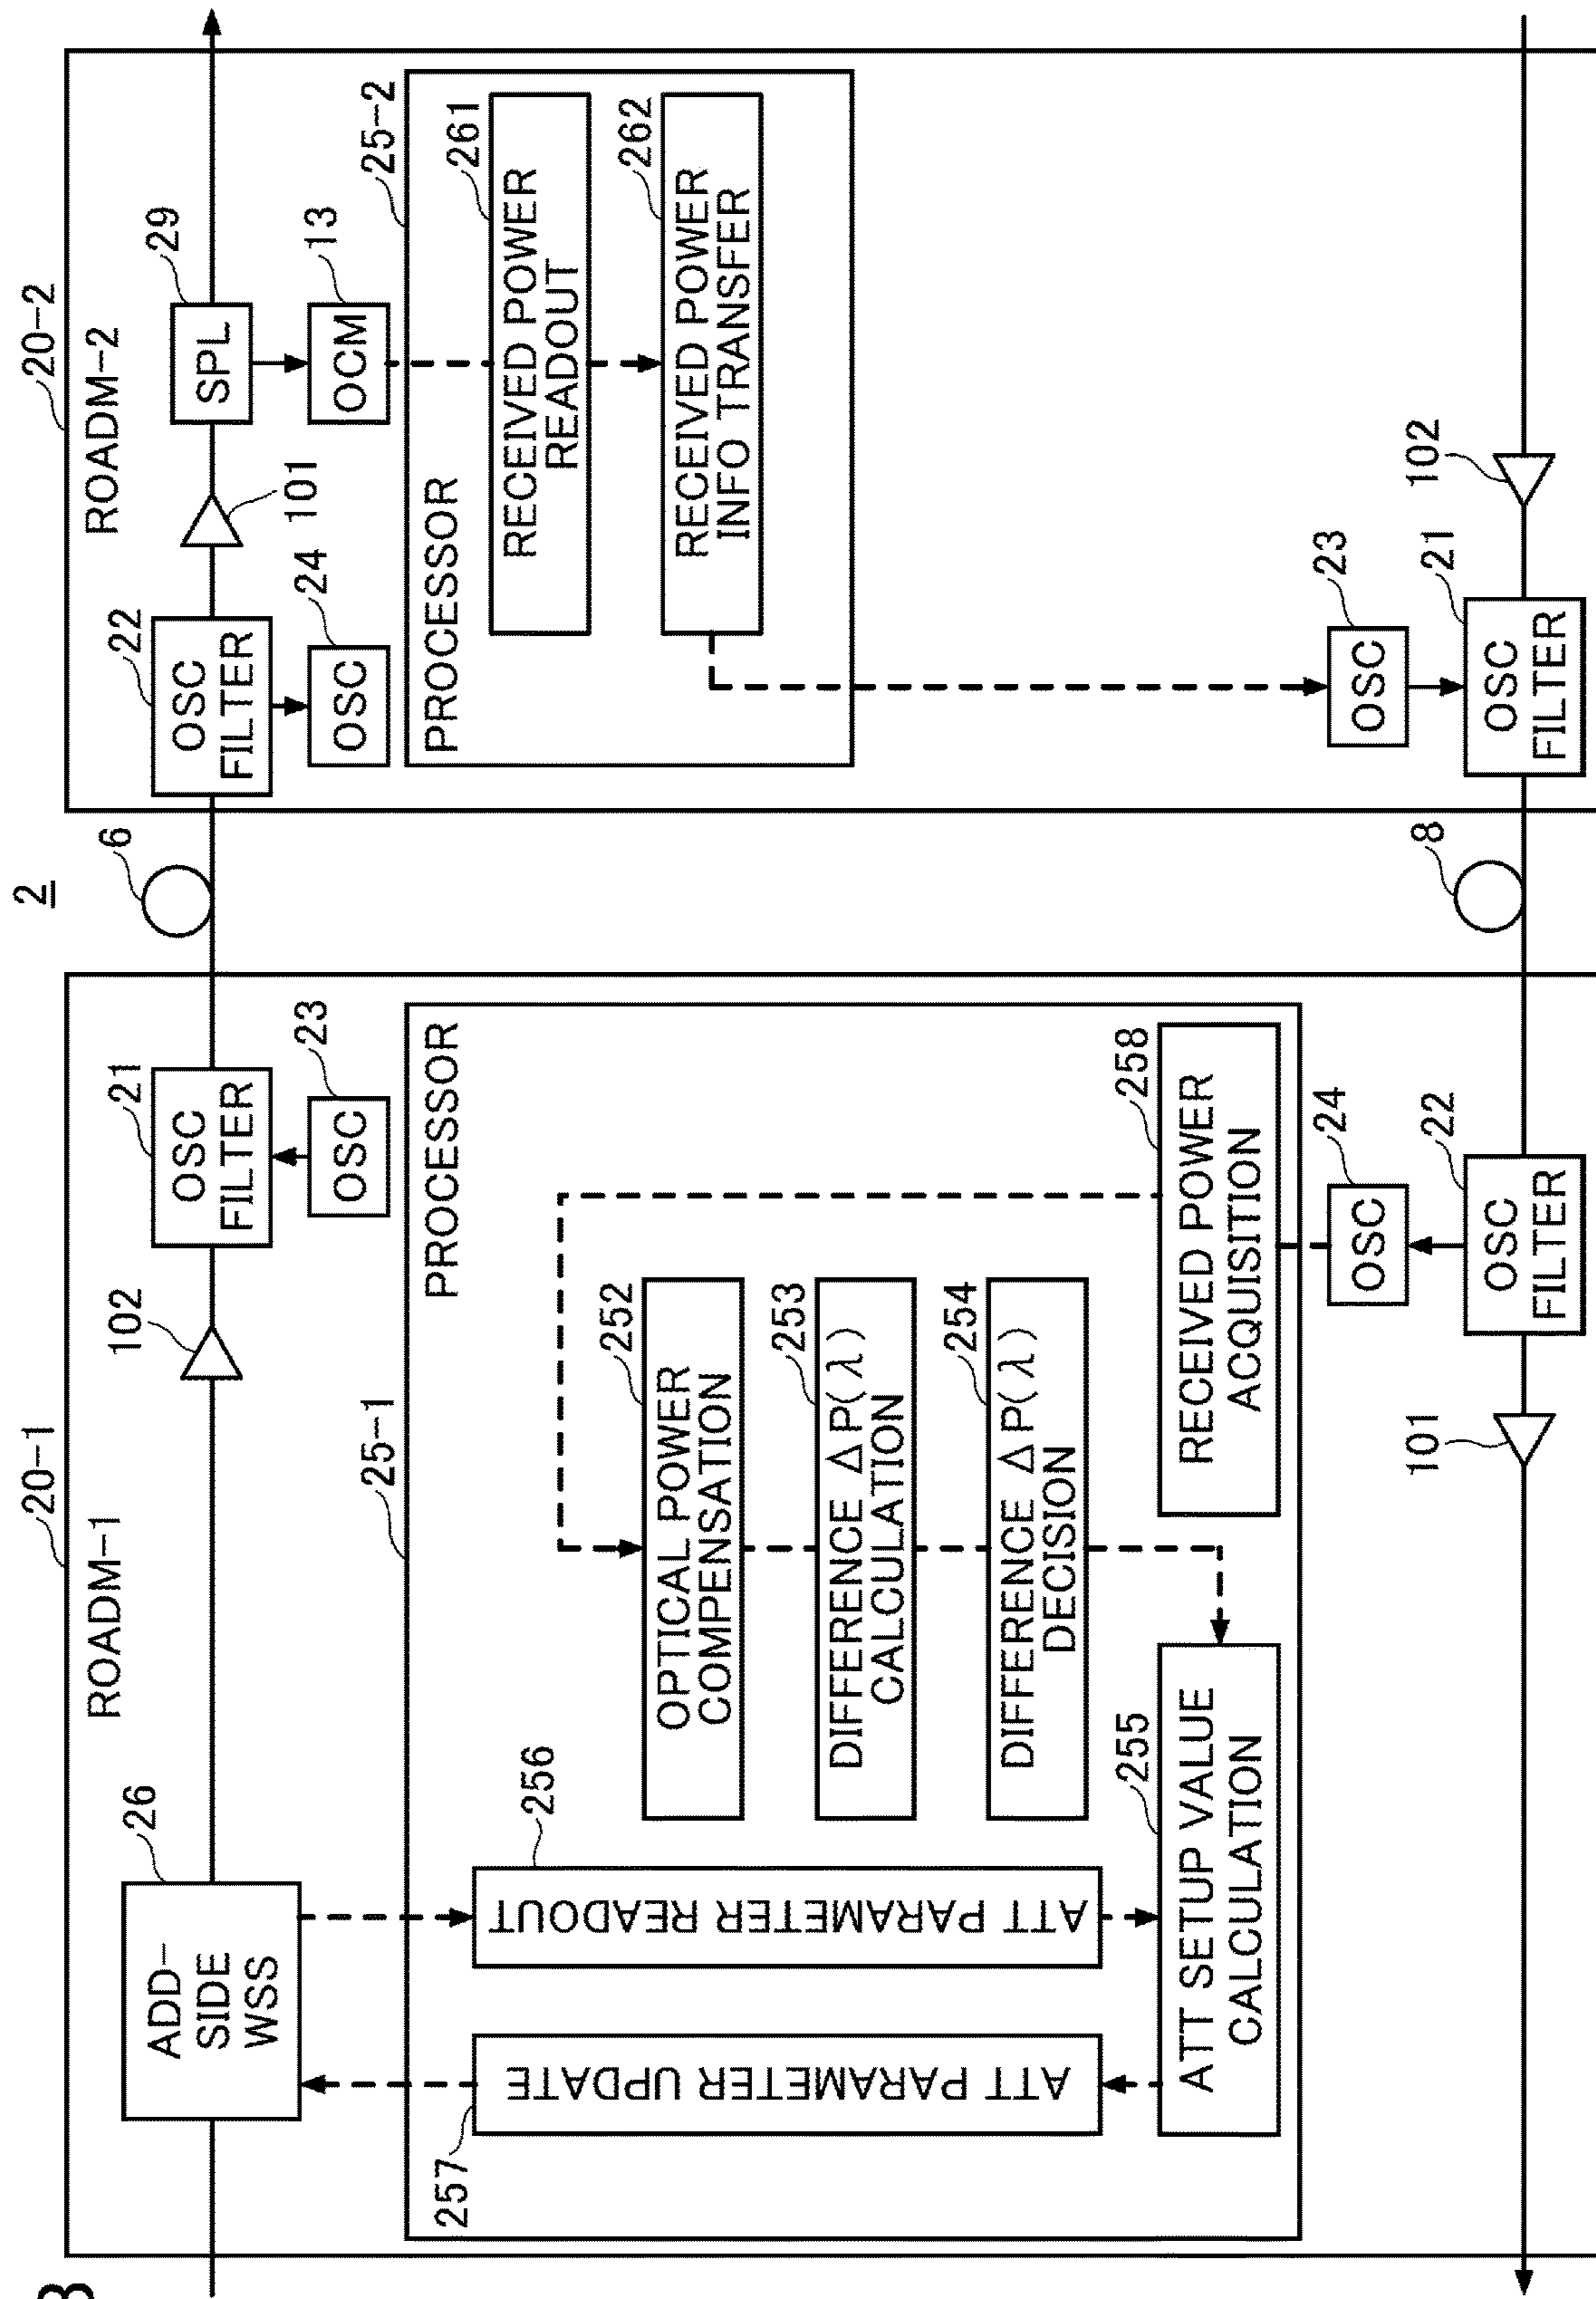 2
20-1
ROADM-1
26
ADD-
SIDE
WSS
102
21
OSC
FILTER
23
OSC
25-1
PROCESSOR
256
ATT PARAMETER READOUT
257
ATT PARAMETER UPDATE
252
OPTICAL POWER
COMPENSATION
253
DIFFERENCE ΔP(λ)
CALCULATION
254
DIFFERENCE ΔP(λ)
DECISION
255
ATT SETUP VALUE
CALCULATION
258
RECEIVED POWER
ACQUISITION
24
OSC
22
OSC
FILTER
101
6
8
20-2
ROADM-2
22
OSC
FILTER
24
OSC
101
29
SPL
13
OCM
25-2
PROCESSOR
261
RECEIVED POWER
READOUT
262
RECEIVED POWER
INFO TRANSFER
23
OSC
21
OSC
FILTER
102